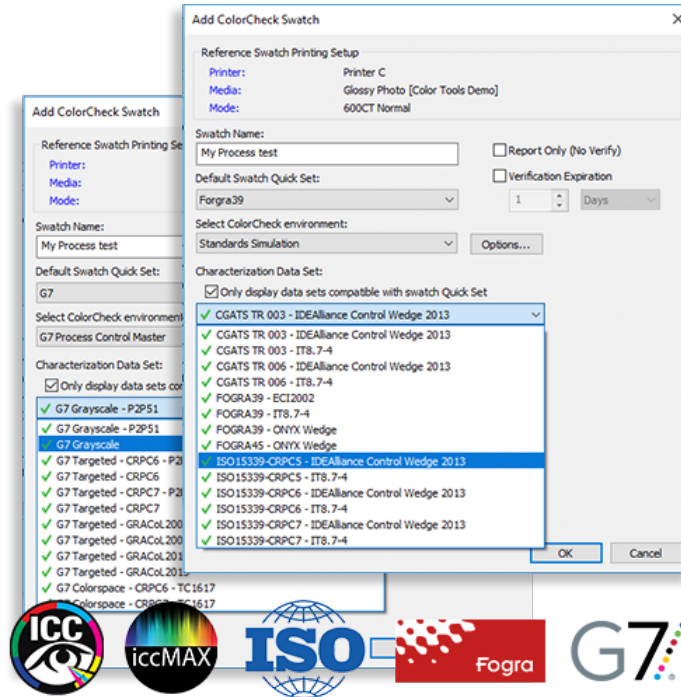 Add ColorCheck Swatch
Reference Swatch Printing Setup
Printer: Printer C
Media: Glossy Photo [Color Tools Demo]
Mode: 600CT Normal
Swatch Name:
My Process test
Report Only (No Verify)
Default Swatch Quick Set:
Verification Expiration
Forgra39
1 Days
Select ColorCheck environment:
Standards Simulation
Options...
Characterization Data Set:
Only display data sets compatible with swatch Quick Set
CGATS TR 003 - IDEAlliance Control Wedge 2013
CGATS TR 003 - IDEAlliance Control Wedge 2013
CGATS TR 003 - IT8.7-4
CGATS TR 006 - IDEAlliance Control Wedge 2013
CGATS TR 006 - IT8.7-4
FOGRA39 - ECI2002
FOGRA39 - IT8.7-4
FOGRA39 - ONYX Wedge
FOGRA45 - ONYX Wedge
ISO15339-CRPC5 - IDEAlliance Control Wedge 2013
ISO15339-CRPC5 - IT8.7-4
ISO15339-CRPC6 - IDEAlliance Control Wedge 2013
ISO15339-CRPC6 - IT8.7-4
ISO15339-CRPC7 - IDEAlliance Control Wedge 2013
ISO15339-CRPC7 - IT8.7-4
OK Cancel
Add ColorCheck Swatch
Reference Swatch Printing Se
Printer:
Media:
Mode:
Swatch Name:
My Process test
Default Swatch Quick Set:
G7
Select ColorCheck environment
G7 Process Control Master
Characterization Data Set:
Only display data sets co
G7 Grayscale - P2P51
G7 Grayscale - P2P51
G7 Grayscale
G7 Targeted - CRPC6 - P2
G7 Targeted - CRPC6
G7 Targeted - CRPC7 - P2
G7 Targeted - CRPC7
G7 Targeted - GRACoL200
G7 Targeted - GRACoL200
G7 Targeted - GRACoL201
G7 Targeted - GRACoL2013
G7 Colorspace - CRPC6 - TC1617
Colorspace - TC1617
ICC
iccMAX
ISO
Fogra
G7